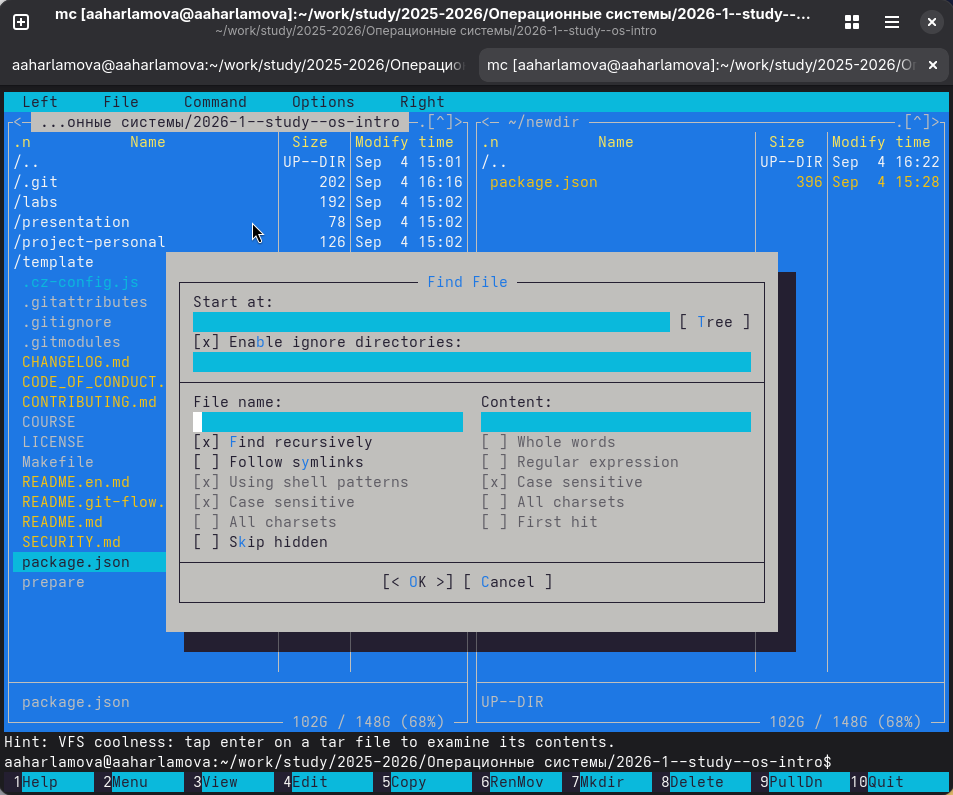 mc [aaharlamova@aaharlamova]:~/work/study/2025-2026/Операционные системы/2026-1--study--...
~/work/study/2025-2026/Операционные системы/2026-1--study--os-intro
aaharlamova@aaharlamova:~/work/study/2025-2026/Операцио
mc [aaharlamova@aaharlamova]:~/work/study/2025-2026/О
Left File Command Options Right
<─ ...онные системы/2026-1--study--os-intro ─.[^]>
<─ ~/newdir ─.[^]>
.n Name Size Modify time
/.. UP--DIR Sep 4 15:01
/.git 202 Sep 4 16:16
/labs 192 Sep 4 15:02
/presentation 78 Sep 4 15:02
/project-personal 126 Sep 4 15:02
/template
.cz-config.js
.gitattributes
.gitignore
.gitmodules
CHANGELOG.md
CODE_OF_CONDUCT.
CONTRIBUTING.md
COURSE
LICENSE
Makefile
README.en.md
README.git-flow.
README.md
SECURITY.md
package.json
prepare
.n Name Size Modify time
/.. UP--DIR Sep 4 16:22
package.json 396 Sep 4 15:28
Find File
Start at:
[ Tree ]
[x] Enable ignore directories:
File name: Content:
[x] Find recursively [ ] Whole words
[ ] Follow symlinks [ ] Regular expression
[x] Using shell patterns [x] Case sensitive
[x] Case sensitive [ ] All charsets
[ ] All charsets [ ] First hit
[ ] Skip hidden
[< OK >] [ Cancel ]
package.json UP--DIR
102G / 148G (68%) 102G / 148G (68%)
Hint: VFS coolness: tap enter on a tar file to examine its contents.
aaharlamova@aaharlamova:~/work/study/2025-2026/Операционные системы/2026-1--study--os-intro$
1Help 2Menu 3View 4Edit 5Copy 6RenMov 7Mkdir 8Delete 9PullDn 10Quit